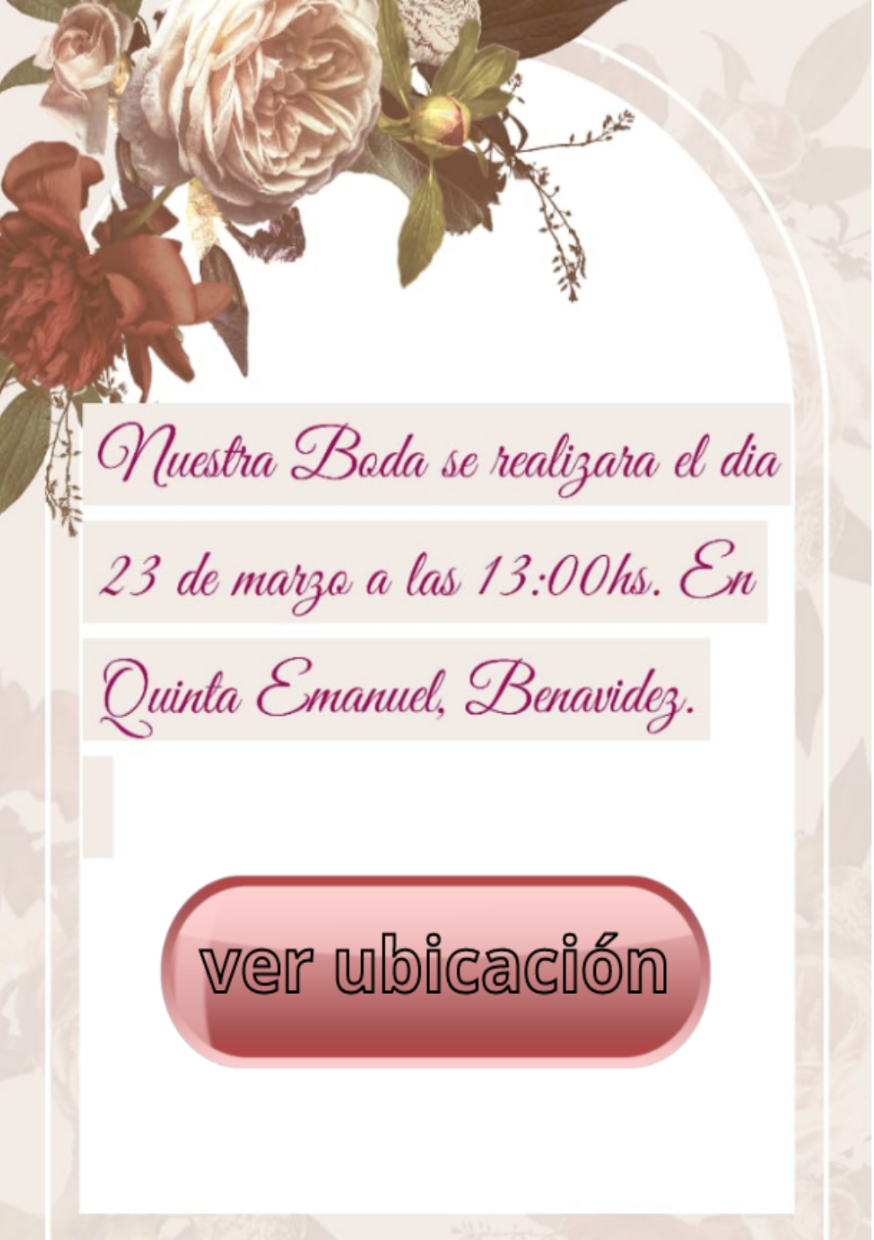 Nuestra Boda se realizara el dia
23 de marzo a las 13:00hs. En
Quinta Emanuel, Benavidez.
ver ubicación